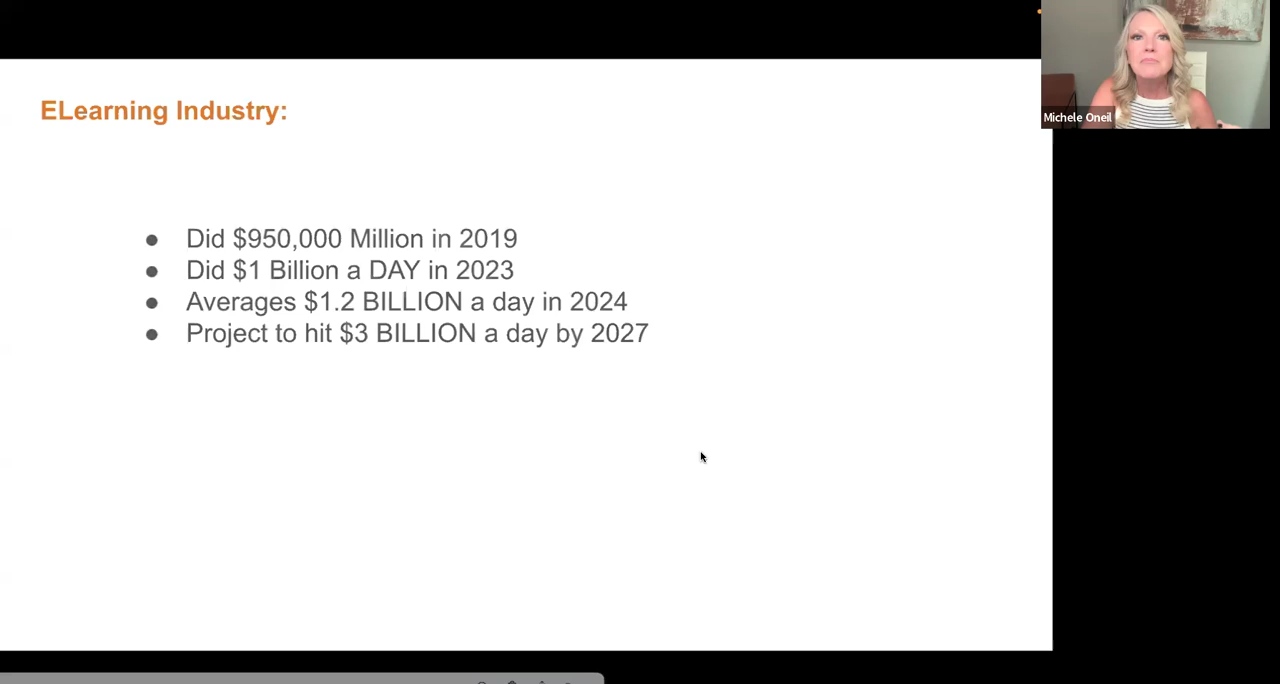 ELearning Industry:
● Did $950,000 Million in 2019
● Did $1 Billion a DAY in 2023
● Averages $1.2 BILLION a day in 2024
● Project to hit $3 BILLION a day by 2027
Michele Oneil